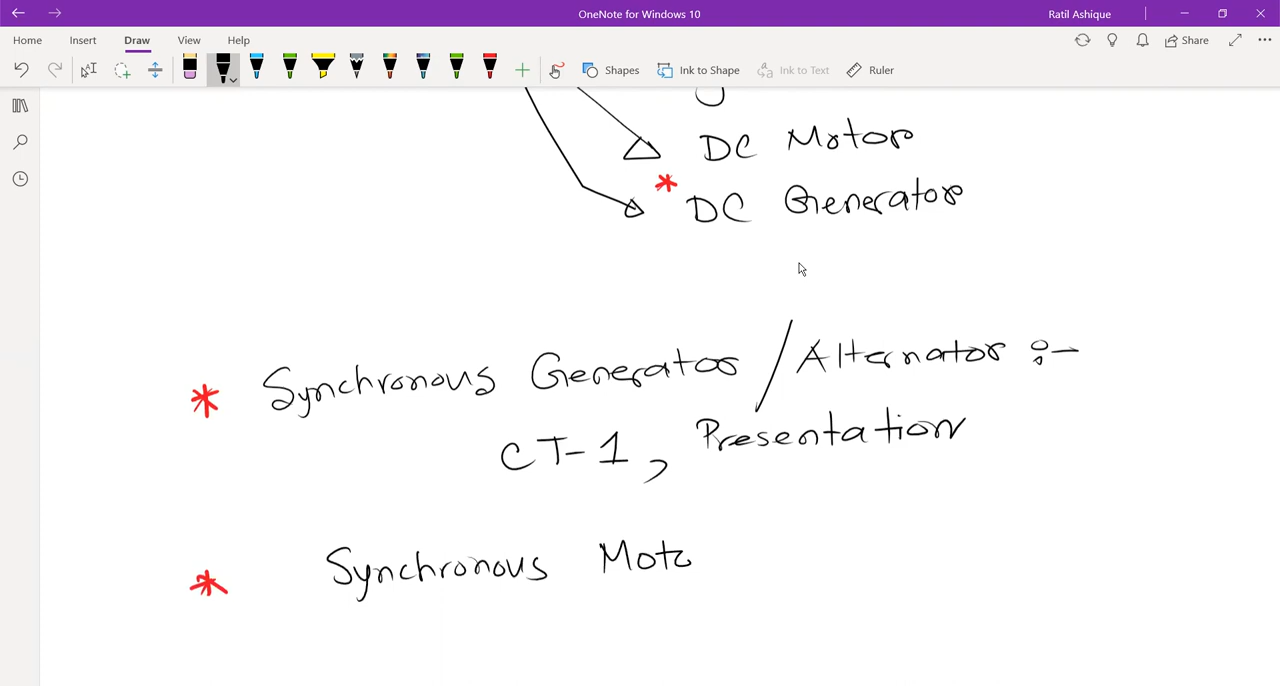 OneNote for Windows 10
Ratil Ashique
Home Insert Draw View Help
Share
Shapes Ink to Shape Ink to Text Ruler
DC Motor
* DC Generator
* Synchronous Generator / Alternator :-
CT-1, Presentation
* Synchronous Moto